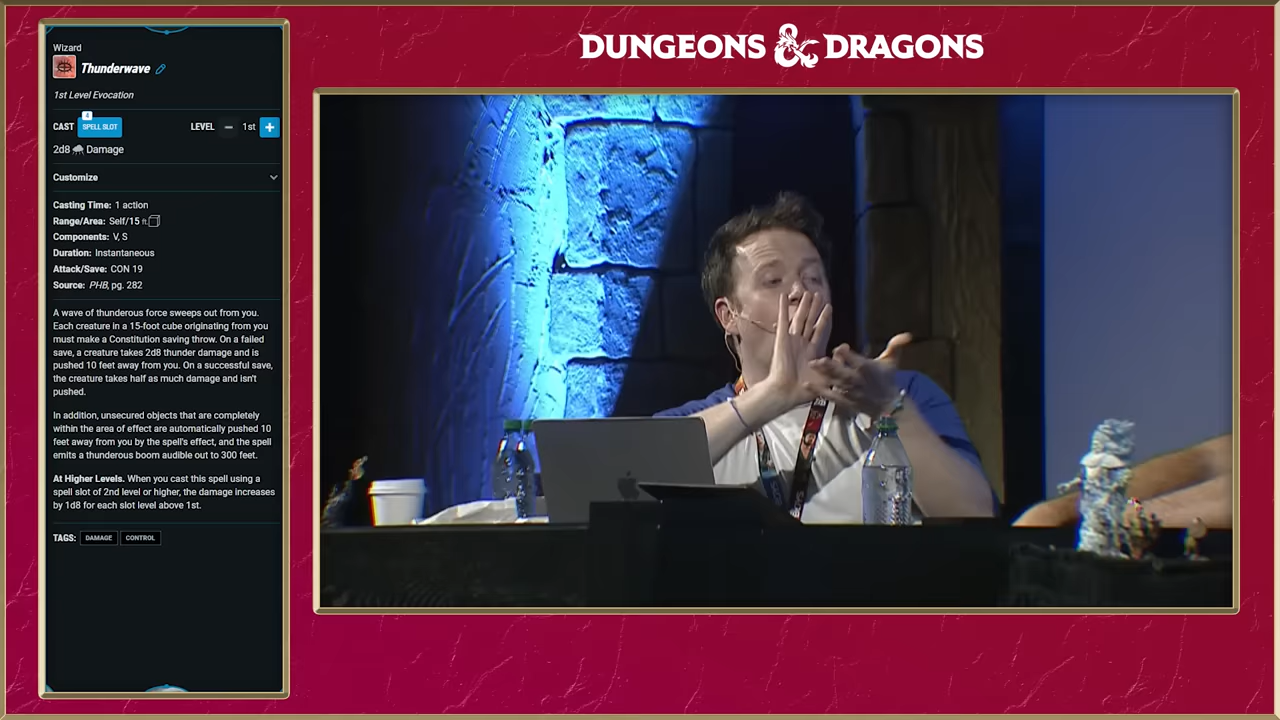 DUNGEONS & DRAGONS
Wizard
Thunderwave
1st Level Evocation
4
CAST SPELL SLOT LEVEL 1st
2d8 Damage
Customize
Casting Time: 1 action
Range/Area: Self/15 ft.
Components: V, S
Duration: Instantaneous
Attack/Save: CON 19
Source: PHB, pg. 282
A wave of thunderous force sweeps out from you.
Each creature in a 15-foot cube originating from you
must make a Constitution saving throw. On a failed
save, a creature takes 2d8 thunder damage and is
pushed 10 feet away from you. On a successful save,
the creature takes half as much damage and isn't
pushed.
In addition, unsecured objects that are completely
within the area of effect are automatically pushed 10
feet away from you by the spell's effect, and the spell
emits a thunderous boom audible out to 300 feet.
At Higher Levels. When you cast this spell using a
spell slot of 2nd level or higher, the damage increases
by 1d8 for each slot level above 1st.
TAGS: DAMAGE CONTROL